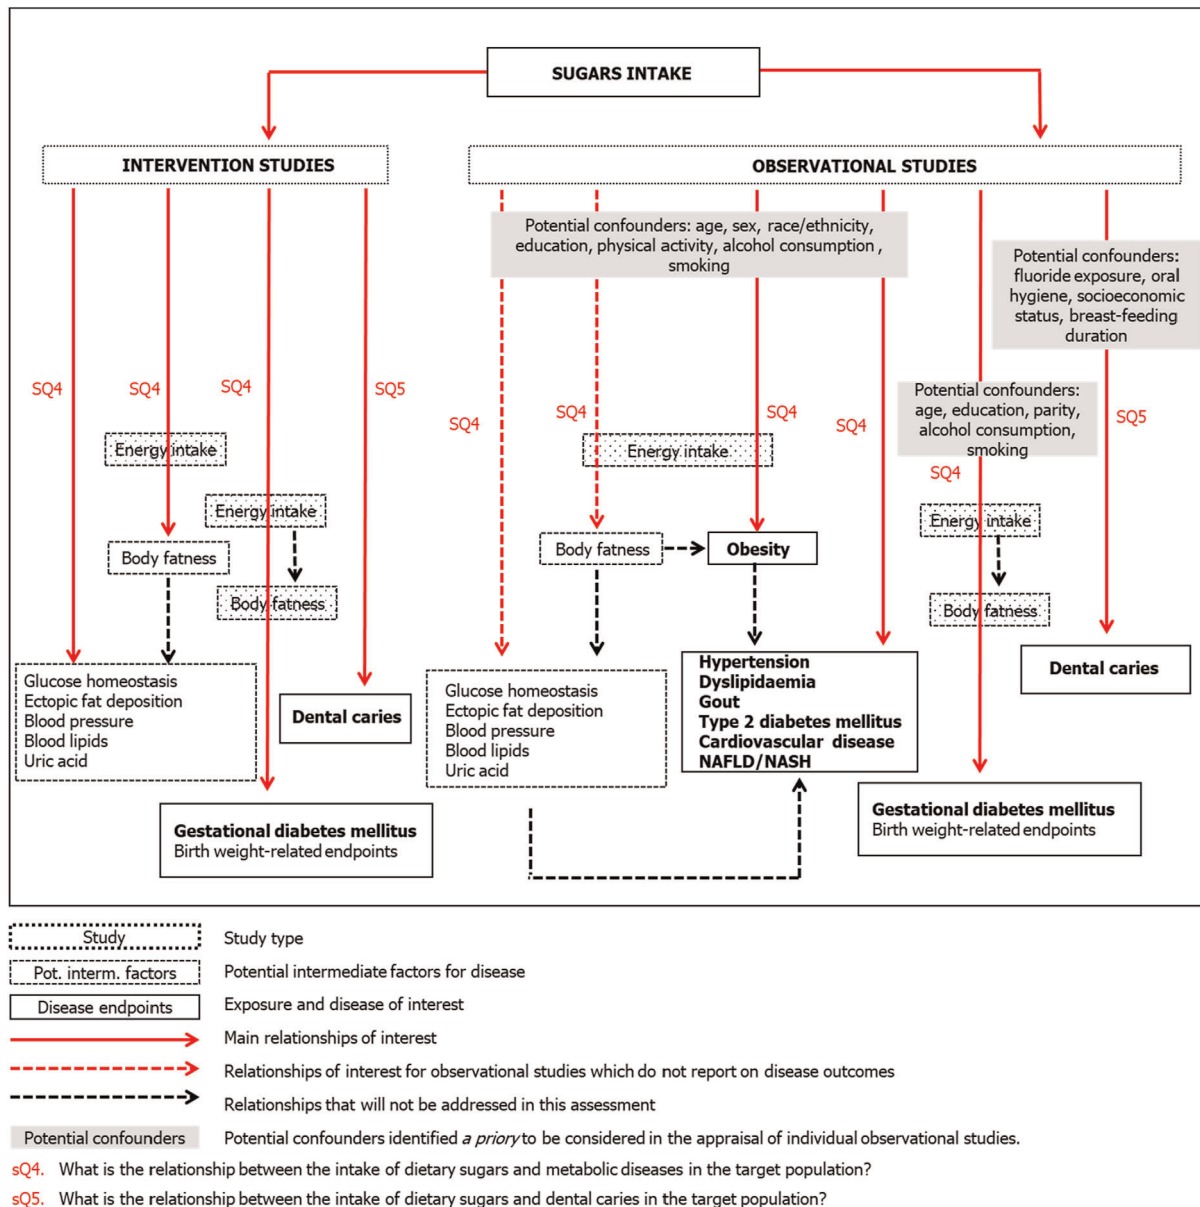 SUGARS INTAKE
INTERVENTION STUDIES
OBSERVATIONAL STUDIES
Potential confounders: age, sex, race/ethnicity,
education, physical activity, alcohol consumption ,
smoking
Potential confounders:
fluoride exposure, oral
hygiene, socioeconomic
status, breast-feeding
duration
SQ4
SQ4
SQ4
SQ5
SQ4
SQ4
SQ4
SQ4
Potential confounders:
age, education, parity,
alcohol consumption,
smoking
SQ5
SQ4
Energy intake
Energy intake
Energy intake
Energy intake
Body fatness
Body fatness
Body fatness
Obesity
Body fatness
Glucose homeostasis
Ectopic fat deposition
Blood pressure
Blood lipids
Uric acid
Dental caries
Glucose homeostasis
Ectopic fat deposition
Blood pressure
Blood lipids
Uric acid
Hypertension
Dyslipidaemia
Gout
Type 2 diabetes mellitus
Cardiovascular disease
NAFLD/NASH
Dental caries
Gestational diabetes mellitus
Birth weight-related endpoints
Gestational diabetes mellitus
Birth weight-related endpoints
Study Study type
Pot. interm. factors Potential intermediate factors for disease
Disease endpoints Exposure and disease of interest
Main relationships of interest
Relationships of interest for observational studies which do not report on disease outcomes
Relationships that will not be addressed in this assessment
Potential confounders Potential confounders identified a priory to be considered in the appraisal of individual observational studies.
sQ4. What is the relationship between the intake of dietary sugars and metabolic diseases in the target population?
sQ5. What is the relationship between the intake of dietary sugars and dental caries in the target population?